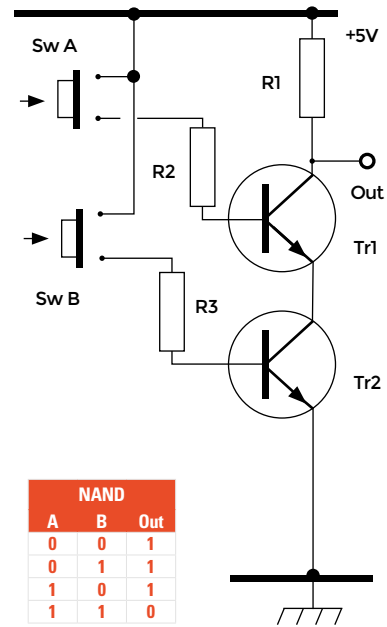 +5V
Sw A
R1
R2
Out
Tr1
Sw B
R3
Tr2
NAND
A B Out
0 0 1
0 1 1
1 0 1
1 1 0